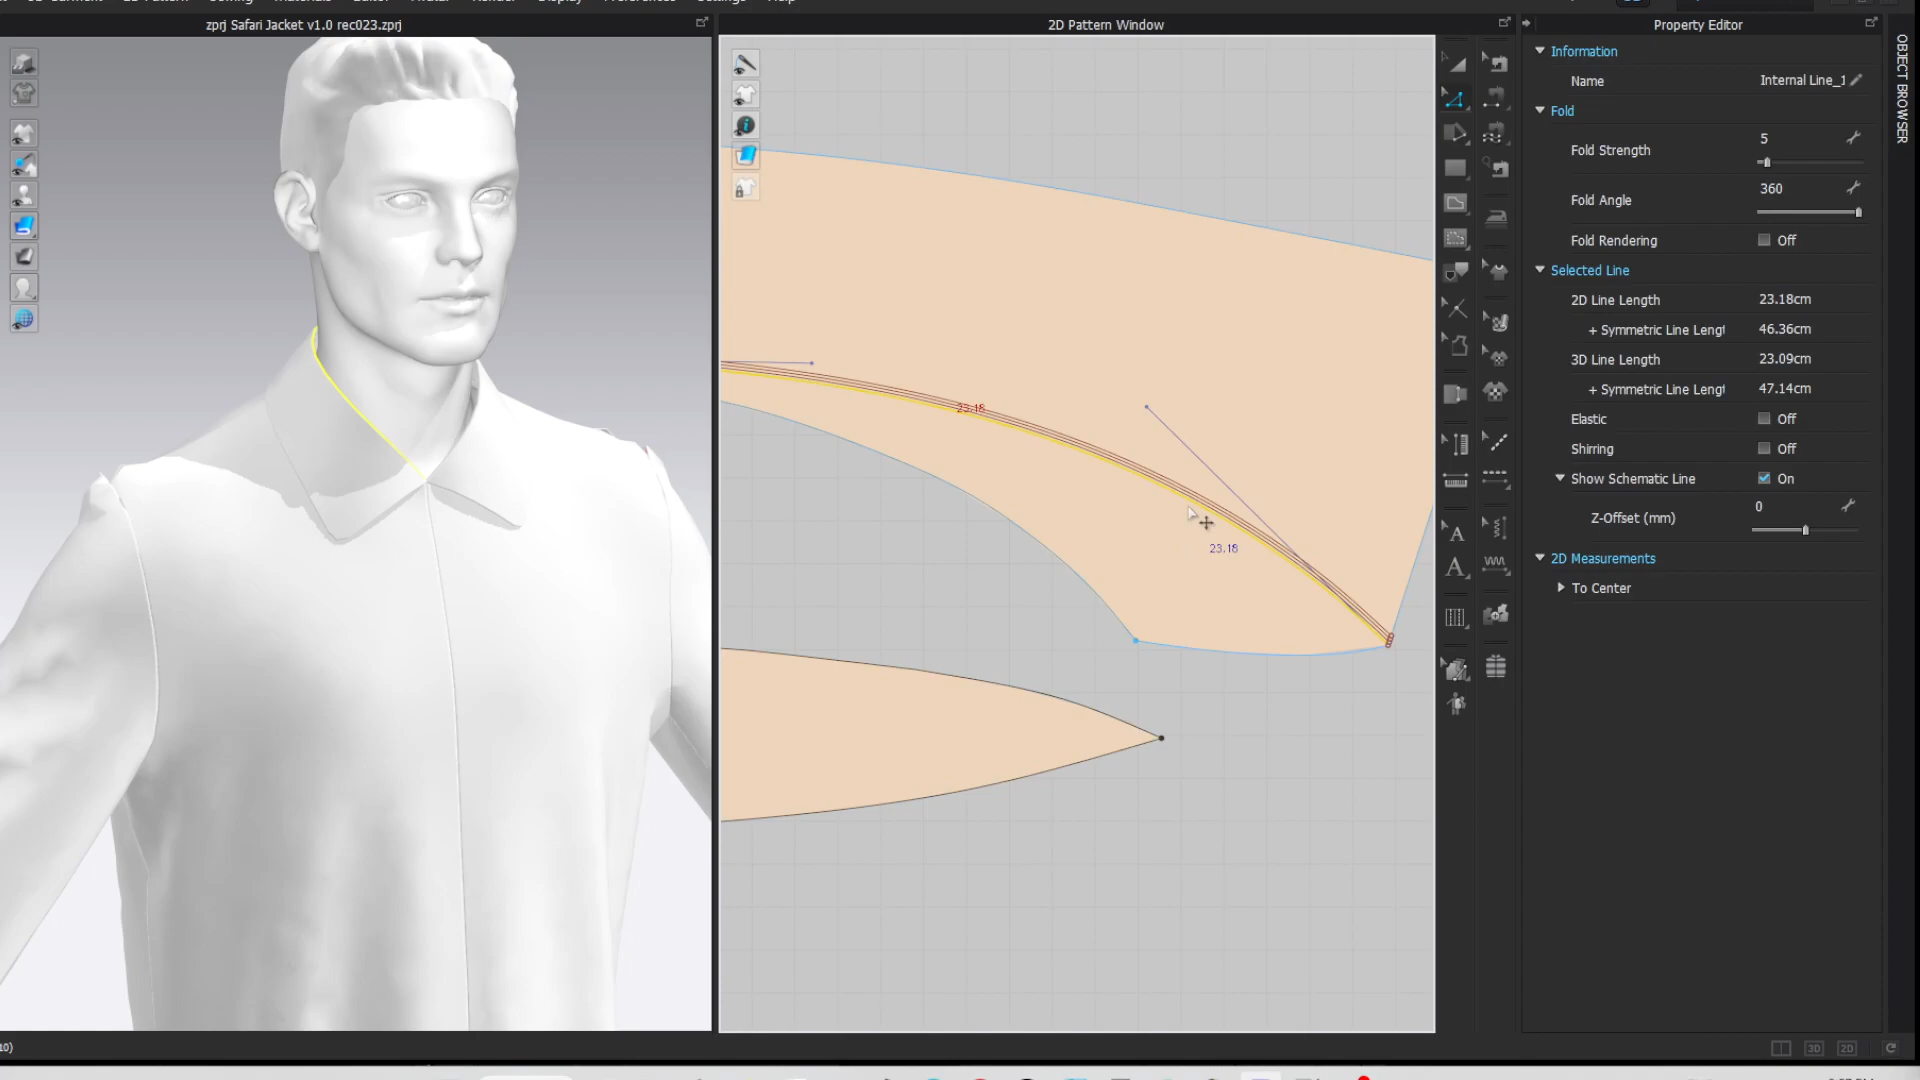 zprj Safari Jacket v1.0 rec023.zprj
2D Pattern Window
Property Editor
OBJECT BROWSER
Information
Name
Internal Line_1
Fold
Fold Strength
5
Fold Angle
360
Fold Rendering
Off
Selected Line
2D Line Length
23.18cm
+ Symmetric Line Lengt
46.36cm
3D Line Length
23.09cm
+ Symmetric Line Lengt
47.14cm
Elastic
Off
Shirring
Off
Show Schematic Line
On
Z-Offset (mm)
0
2D Measurements
To Center
23.18
23.18
A
A
3D
2D